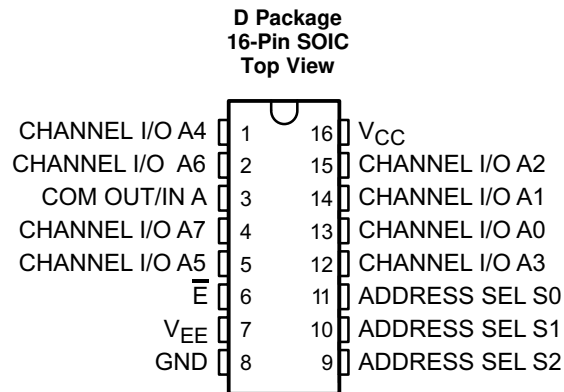 D Package
16-Pin SOIC
Top View
CHANNEL I/O A4 1 16 VCC
CHANNEL I/O A6 2 15 CHANNEL I/O A2
COM OUT/IN A 3 14 CHANNEL I/O A1
CHANNEL I/O A7 4 13 CHANNEL I/O A0
CHANNEL I/O A5 5 12 CHANNEL I/O A3
E̅ 6 11 ADDRESS SEL S0
VEE 7 10 ADDRESS SEL S1
GND 8 9 ADDRESS SEL S2